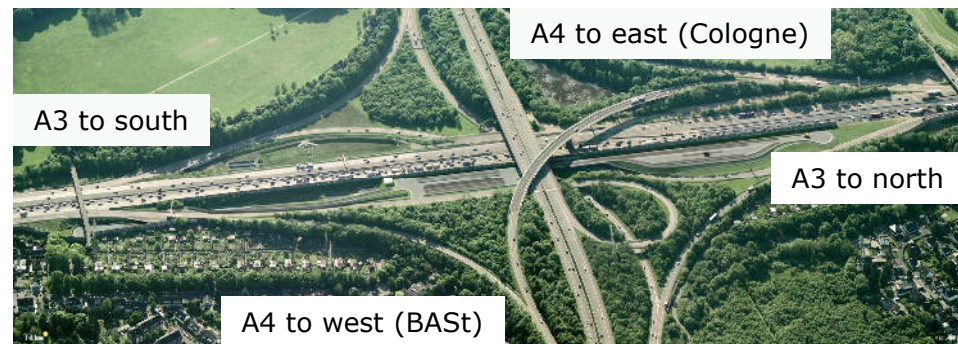 A4 to east (Cologne)
A3 to south
A3 to north
A4 to west (BASt)